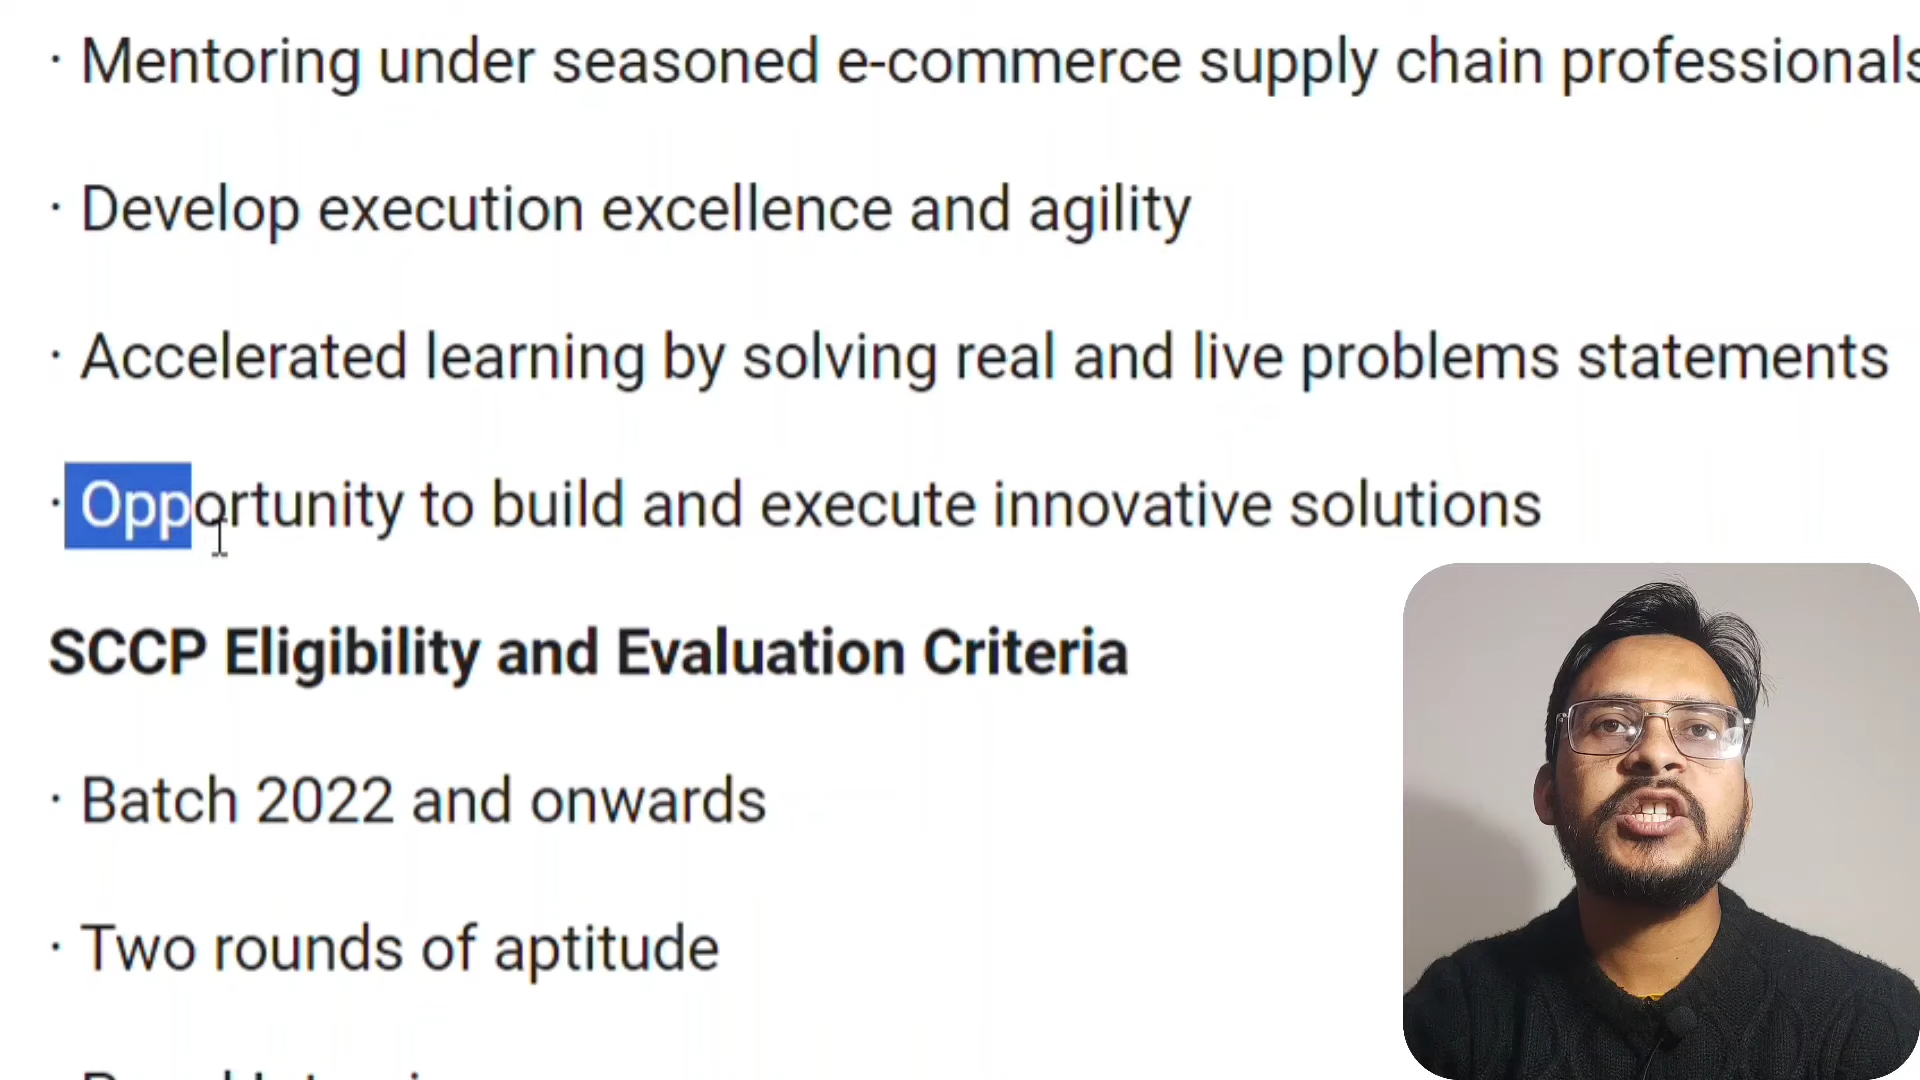 · Mentoring under seasoned e-commerce supply chain professionals
· Develop execution excellence and agility
· Accelerated learning by solving real and live problems statements
· Opportunity to build and execute innovative solutions
SCCP Eligibility and Evaluation Criteria
· Batch 2022 and onwards
· Two rounds of aptitude